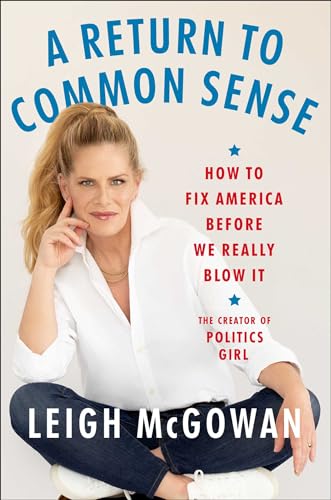 A RETURN TO
COMMON SENSE
HOW TO
FIX AMERICA
BEFORE
WE REALLY
BLOW IT
THE CREATOR OF
POLITICS
GIRL
LEIGH McGOWAN